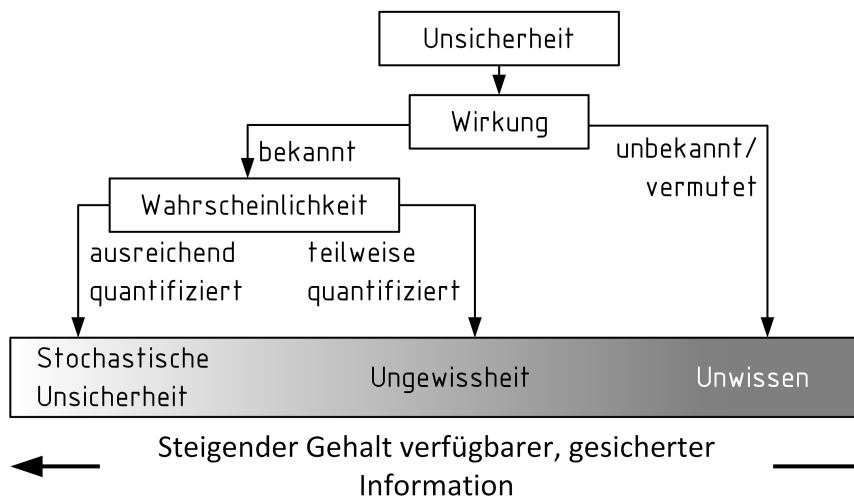 Unsicherheit
Wirkung
bekannt
unbekannt/
vermutet
Wahrscheinlichkeit
ausreichend
quantifiziert
teilweise
quantifiziert
Stochastische
Unsicherheit
Ungewissheit
Unwissen
Steigender Gehalt verfügbarer, gesicherter
Information